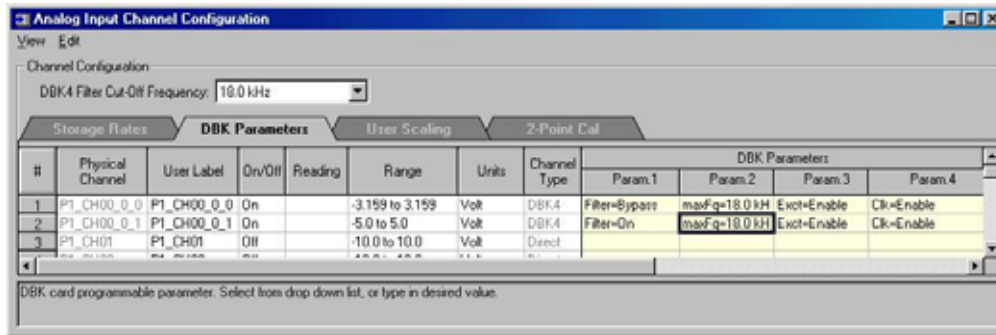 Analog Input Channel Configuration
View Edit
Channel Configuration
DBK4 Filter Cut-Off Frequency: 18.0 kHz
Storage Rates DBK Parameters User Scaling 2-Point Cal
# Physical Channel User Label On/Off Reading Range Units Channel Type DBK Parameters
Param.1 Param.2 Param.3 Param.4
1 P1_CH00_0_0 P1_CH00_0_0 On -3.159 to 3.159 Volt DBK4 Filter=Bypass maxFq=18.0 kH Exct=Enable Clk=Enable
2 P1_CH00_0_1 P1_CH00_0_1 On -5.0 to 5.0 Volt DBK4 Filter=On maxFq=18.0 kH Exct=Enable Clk=Enable
3 P1_CH01 P1_CH01 Off -10.0 to 10.0 Volt Direct
DBK card programmable parameter. Select from drop down list, or type in desired value.